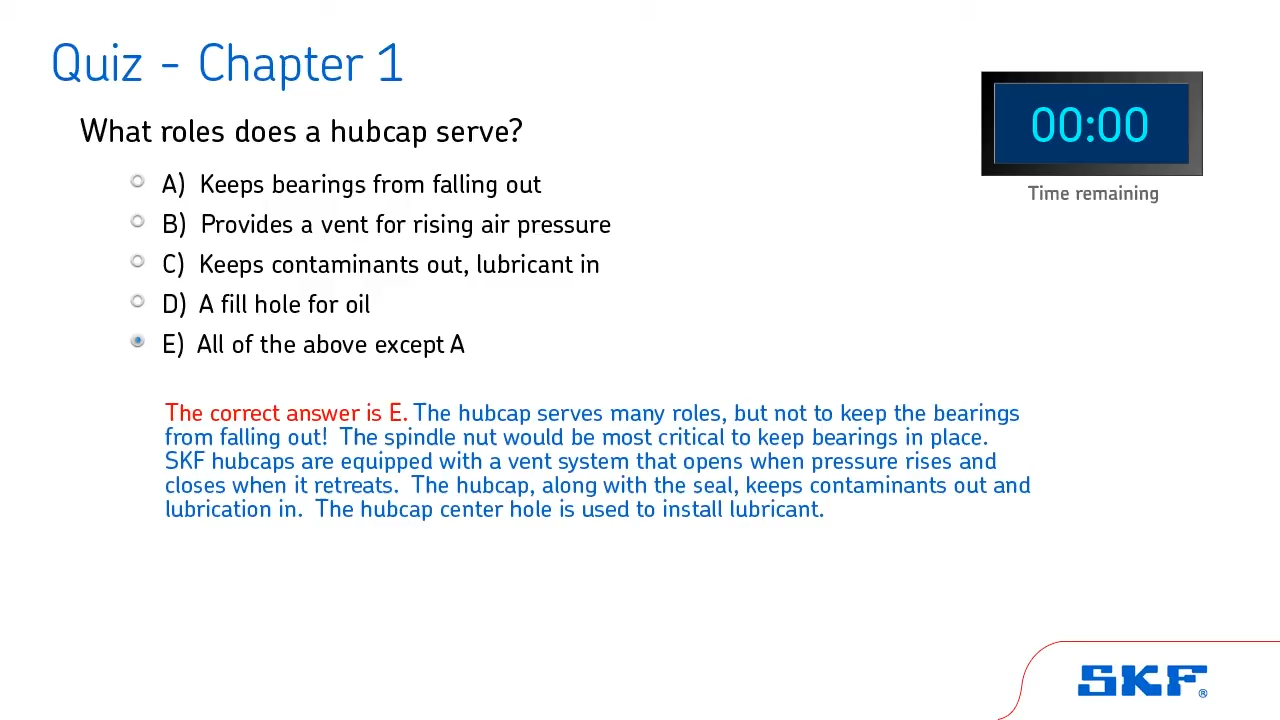 Quiz - Chapter 1
00:00
Time remaining
What roles does a hubcap serve?
A) Keeps bearings from falling out
B) Provides a vent for rising air pressure
C) Keeps contaminants out, lubricant in
D) A fill hole for oil
E) All of the above except A
The correct answer is E. The hubcap serves many roles, but not to keep the bearings
from falling out! The spindle nut would be most critical to keep bearings in place.
SKF hubcaps are equipped with a vent system that opens when pressure rises and
closes when it retreats. The hubcap, along with the seal, keeps contaminants out and
lubrication in. The hubcap center hole is used to install lubricant.
SKF®